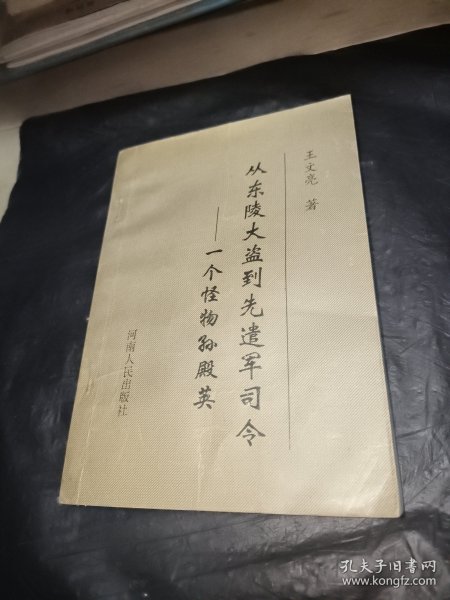 王文亮 著
从东陵大盗到先遣军司令
——一个怪物孙殿英
河南人民出版社
孔夫子旧书网
www.kongfz.com